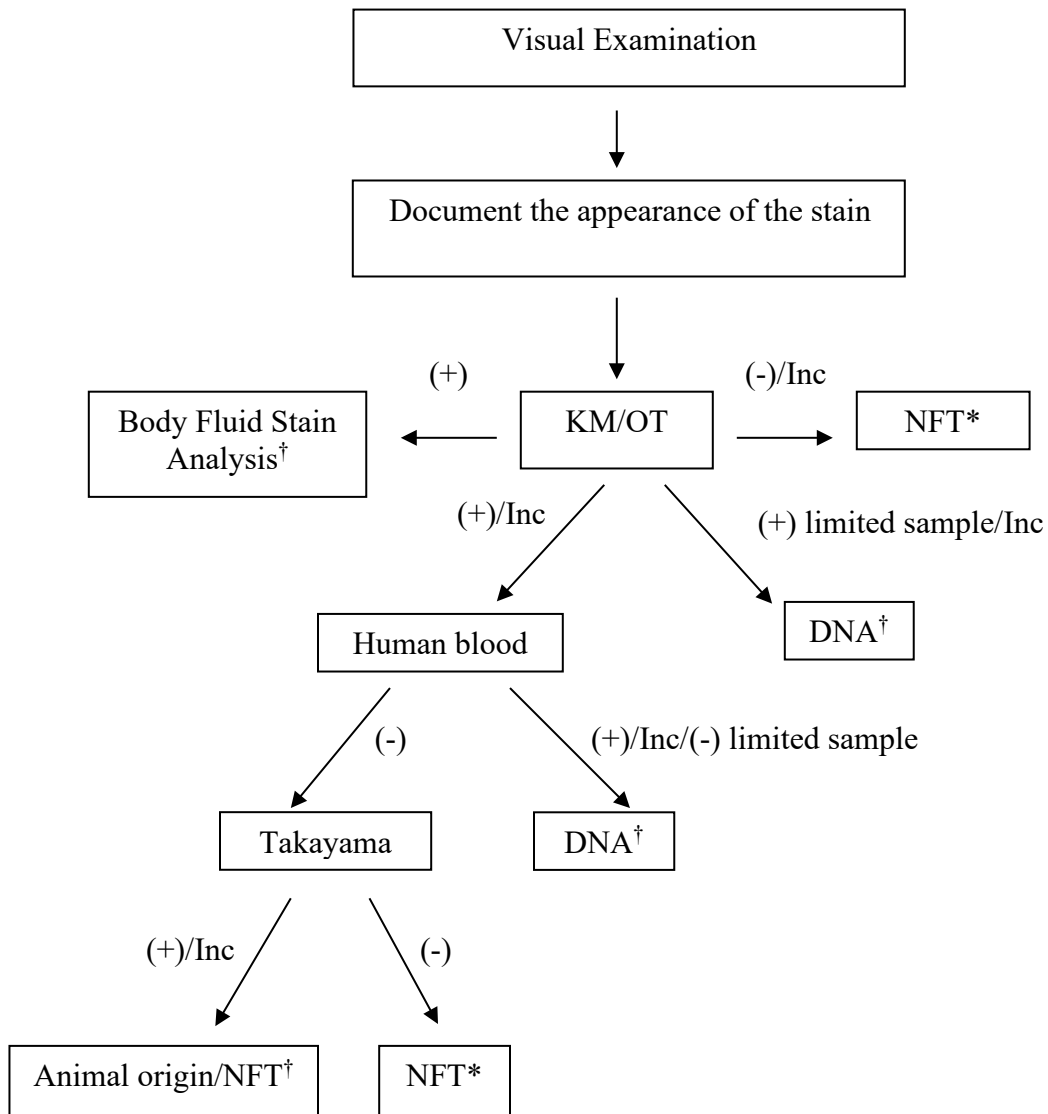 Visual Examination
Document the appearance of the stain
(+)
(-)/Inc
Body Fluid Stain
Analysis†
KM/OT
NFT*
(+)/Inc
(+) limited sample/Inc
DNA†
Human blood
(-)
(+)/Inc/(-) limited sample
Takayama
DNA†
(+)/Inc
(-)
Animal origin/NFT†
NFT*